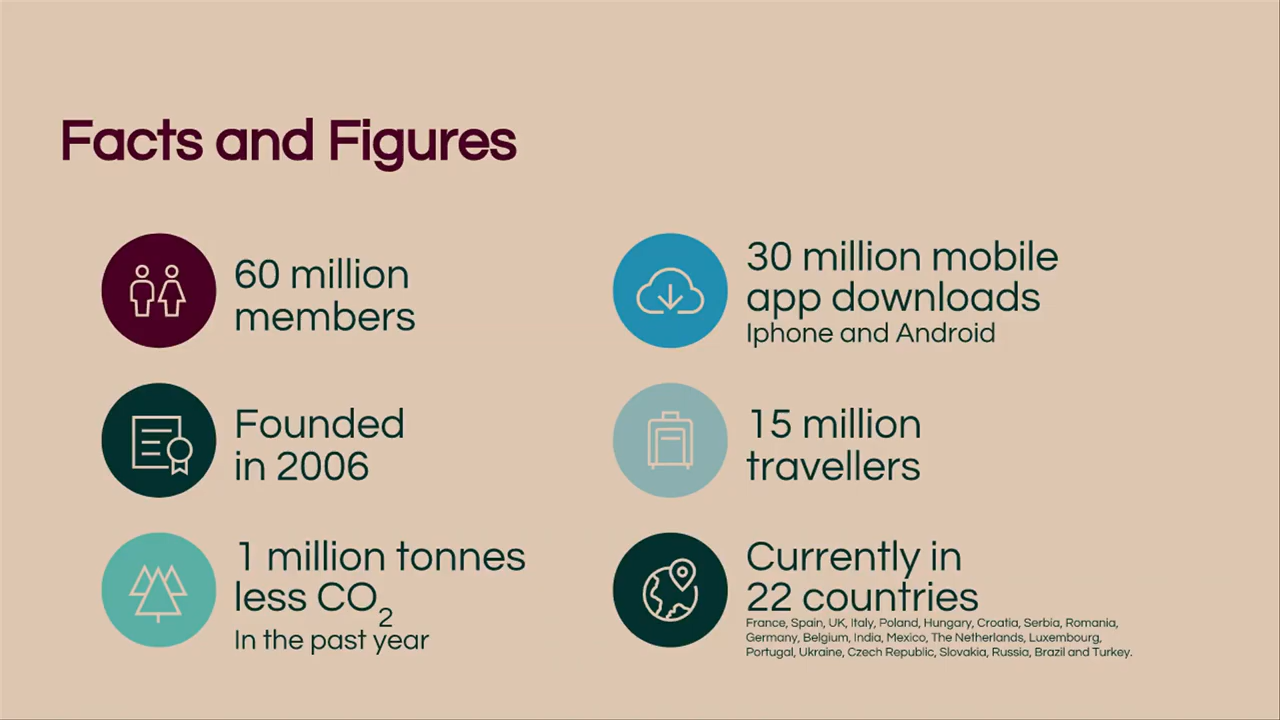 Facts and Figures
60 million
members
30 million mobile
app downloads
Iphone and Android
Founded
in 2006
15 million
travellers
1 million tonnes
less CO2
In the past year
Currently in
22 countries
France, Spain, UK, Italy, Poland, Hungary, Croatia, Serbia, Romania,
Germany, Belgium, India, Mexico, The Netherlands, Luxembourg,
Portugal, Ukraine, Czech Republic, Slovakia, Russia, Brazil and Turkey.